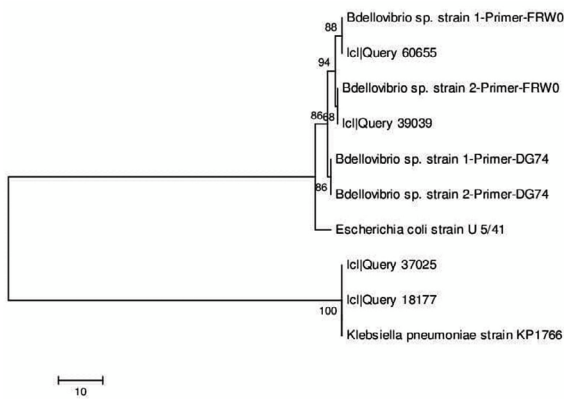 Bdellovibrio sp. strain 1-Primer-FRW0
88
lcl|Query 60655
94
Bdellovibrio sp. strain 2-Primer-FRW0
8668
lcl|Query 39039
Bdellovibrio sp. strain 1-Primer-DG74
86
Bdellovibrio sp. strain 2-Primer-DG74
Escherichia coli strain U 5/41
lcl|Query 37025
lcl|Query 18177
100
Klebsiella pneumoniae strain KP1766
10